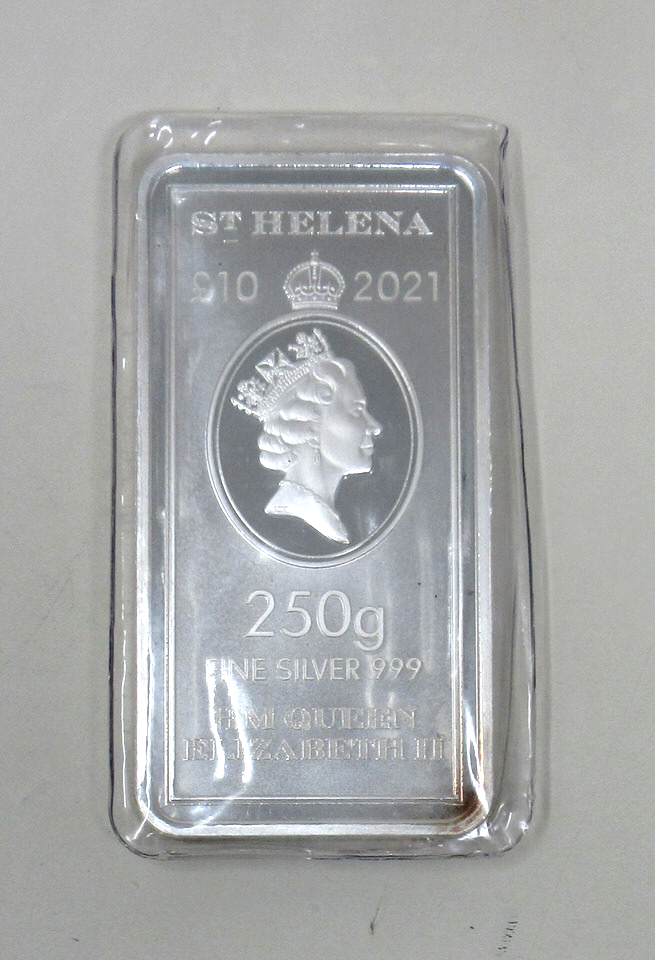 ST HELENA
£10 2021
250g
FINE SILVER 999
HM QUEEN
ELIZABETH II